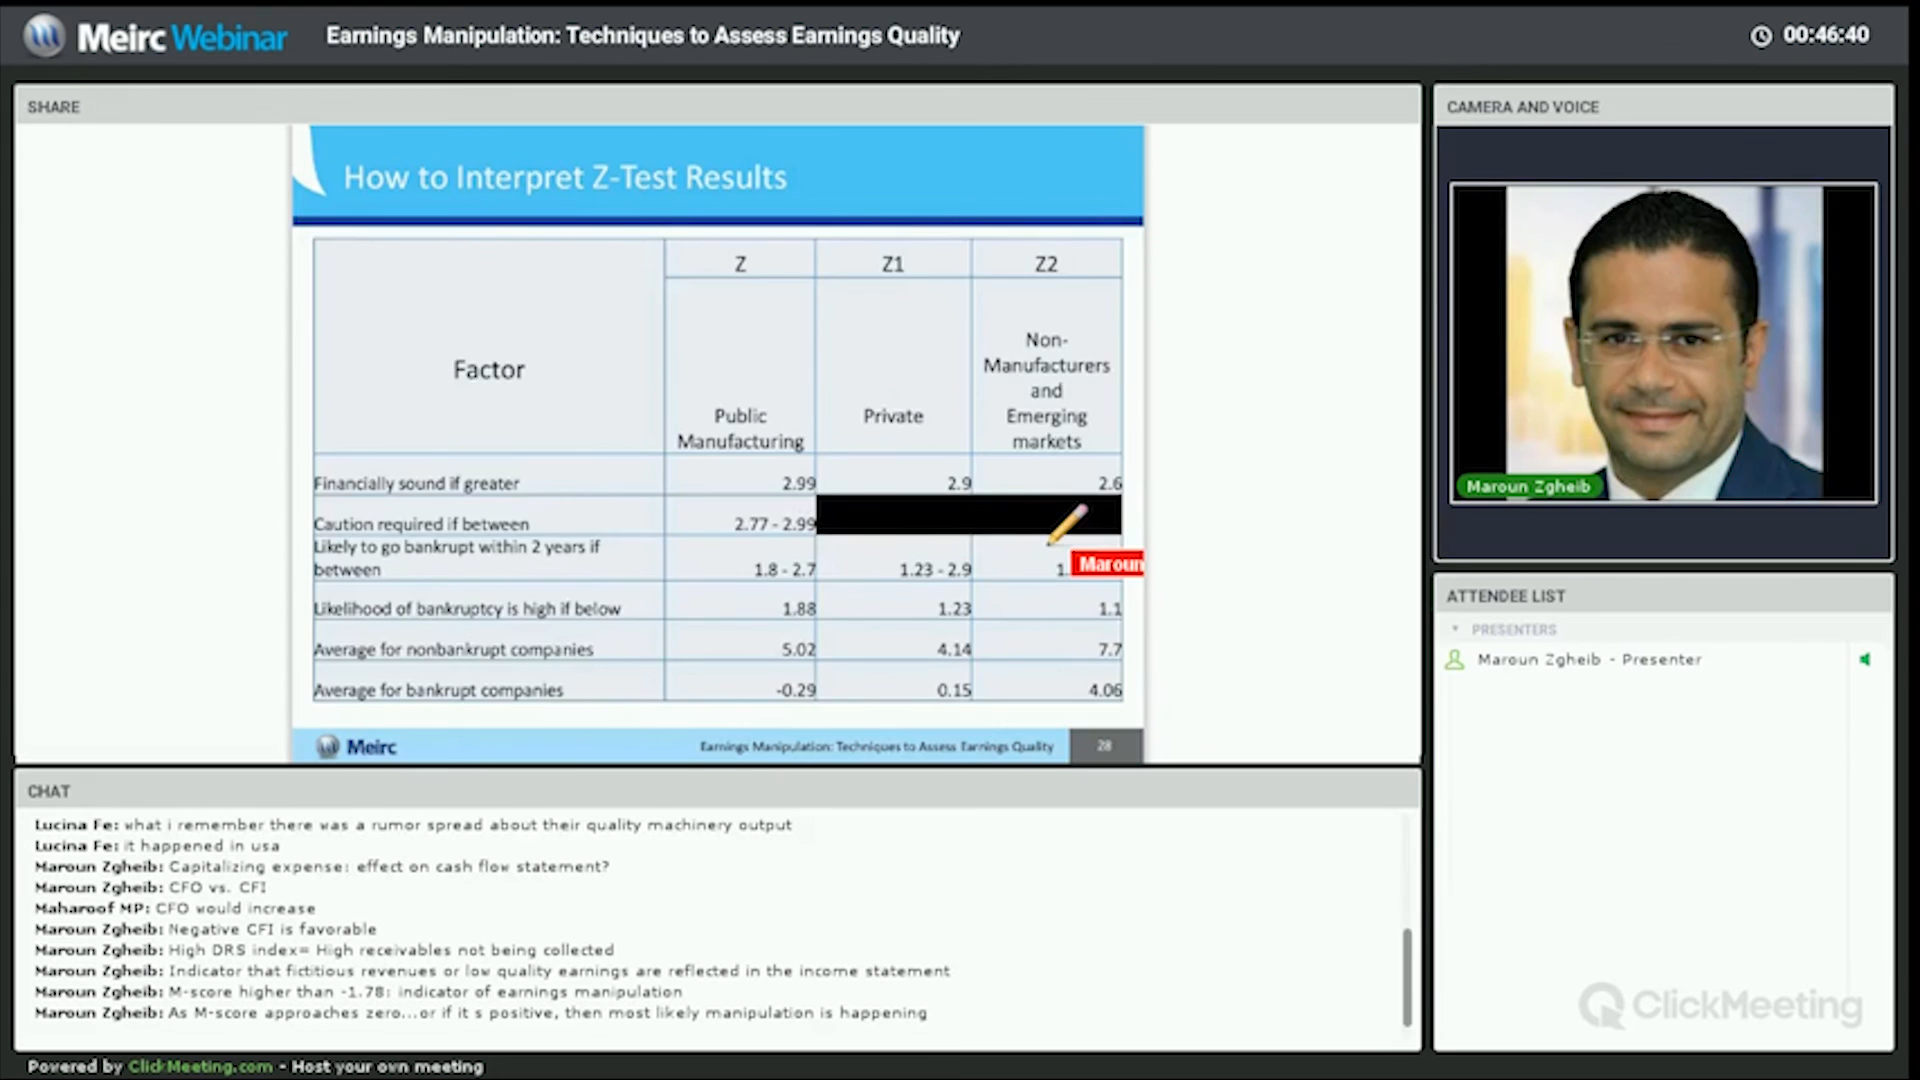 Meirc Webinar
Earnings Manipulation: Techniques to Assess Earnings Quality
00:46:40
SHARE
How to Interpret Z-Test Results
Factor
Z
Z1
Z2
Public
Manufacturing
Private
Non-
Manufacturers
and
Emerging
markets
Financially sound if greater 2.99 2.9 2.6
Caution required if between 2.77 - 2.99
Likely to go bankrupt within 2 years if
between 1.8 - 2.7 1.23 - 2.9 1.
Maroun
Likelihood of bankruptcy is high if below 1.88 1.23 1.1
Average for nonbankrupt companies 5.02 4.14 7.7
Average for bankrupt companies -0.29 0.15 4.06
Meirc
Earnings Manipulation: Techniques to Assess Earnings Quality
28
CAMERA AND VOICE
Maroun Zgheib
ATTENDEE LIST
PRESENTERS
Maroun Zgheib - Presenter
CHAT
Lucina Fe: what i remember there was a rumor spread about their quality machinery output
Lucina Fe: it happened in usa
Maroun Zgheib: Capitalizing expense: effect on cash flow statement?
Maroun Zgheib: CFO vs. CFI
Maharoof MP: CFO would increase
Maroun Zgheib: Negative CFI is favorable
Maroun Zgheib: High DRS index= High receivables not being collected
Maroun Zgheib: Indicator that fictitious revenues or low quality earnings are reflected in the income statement
Maroun Zgheib: M-score higher than -1.78: indicator of earnings manipulation
Maroun Zgheib: As M-score approaches zero...or if it s positive, then most likely manipulation is happening
ClickMeeting
Powered by ClickMeeting.com - Host your own meeting